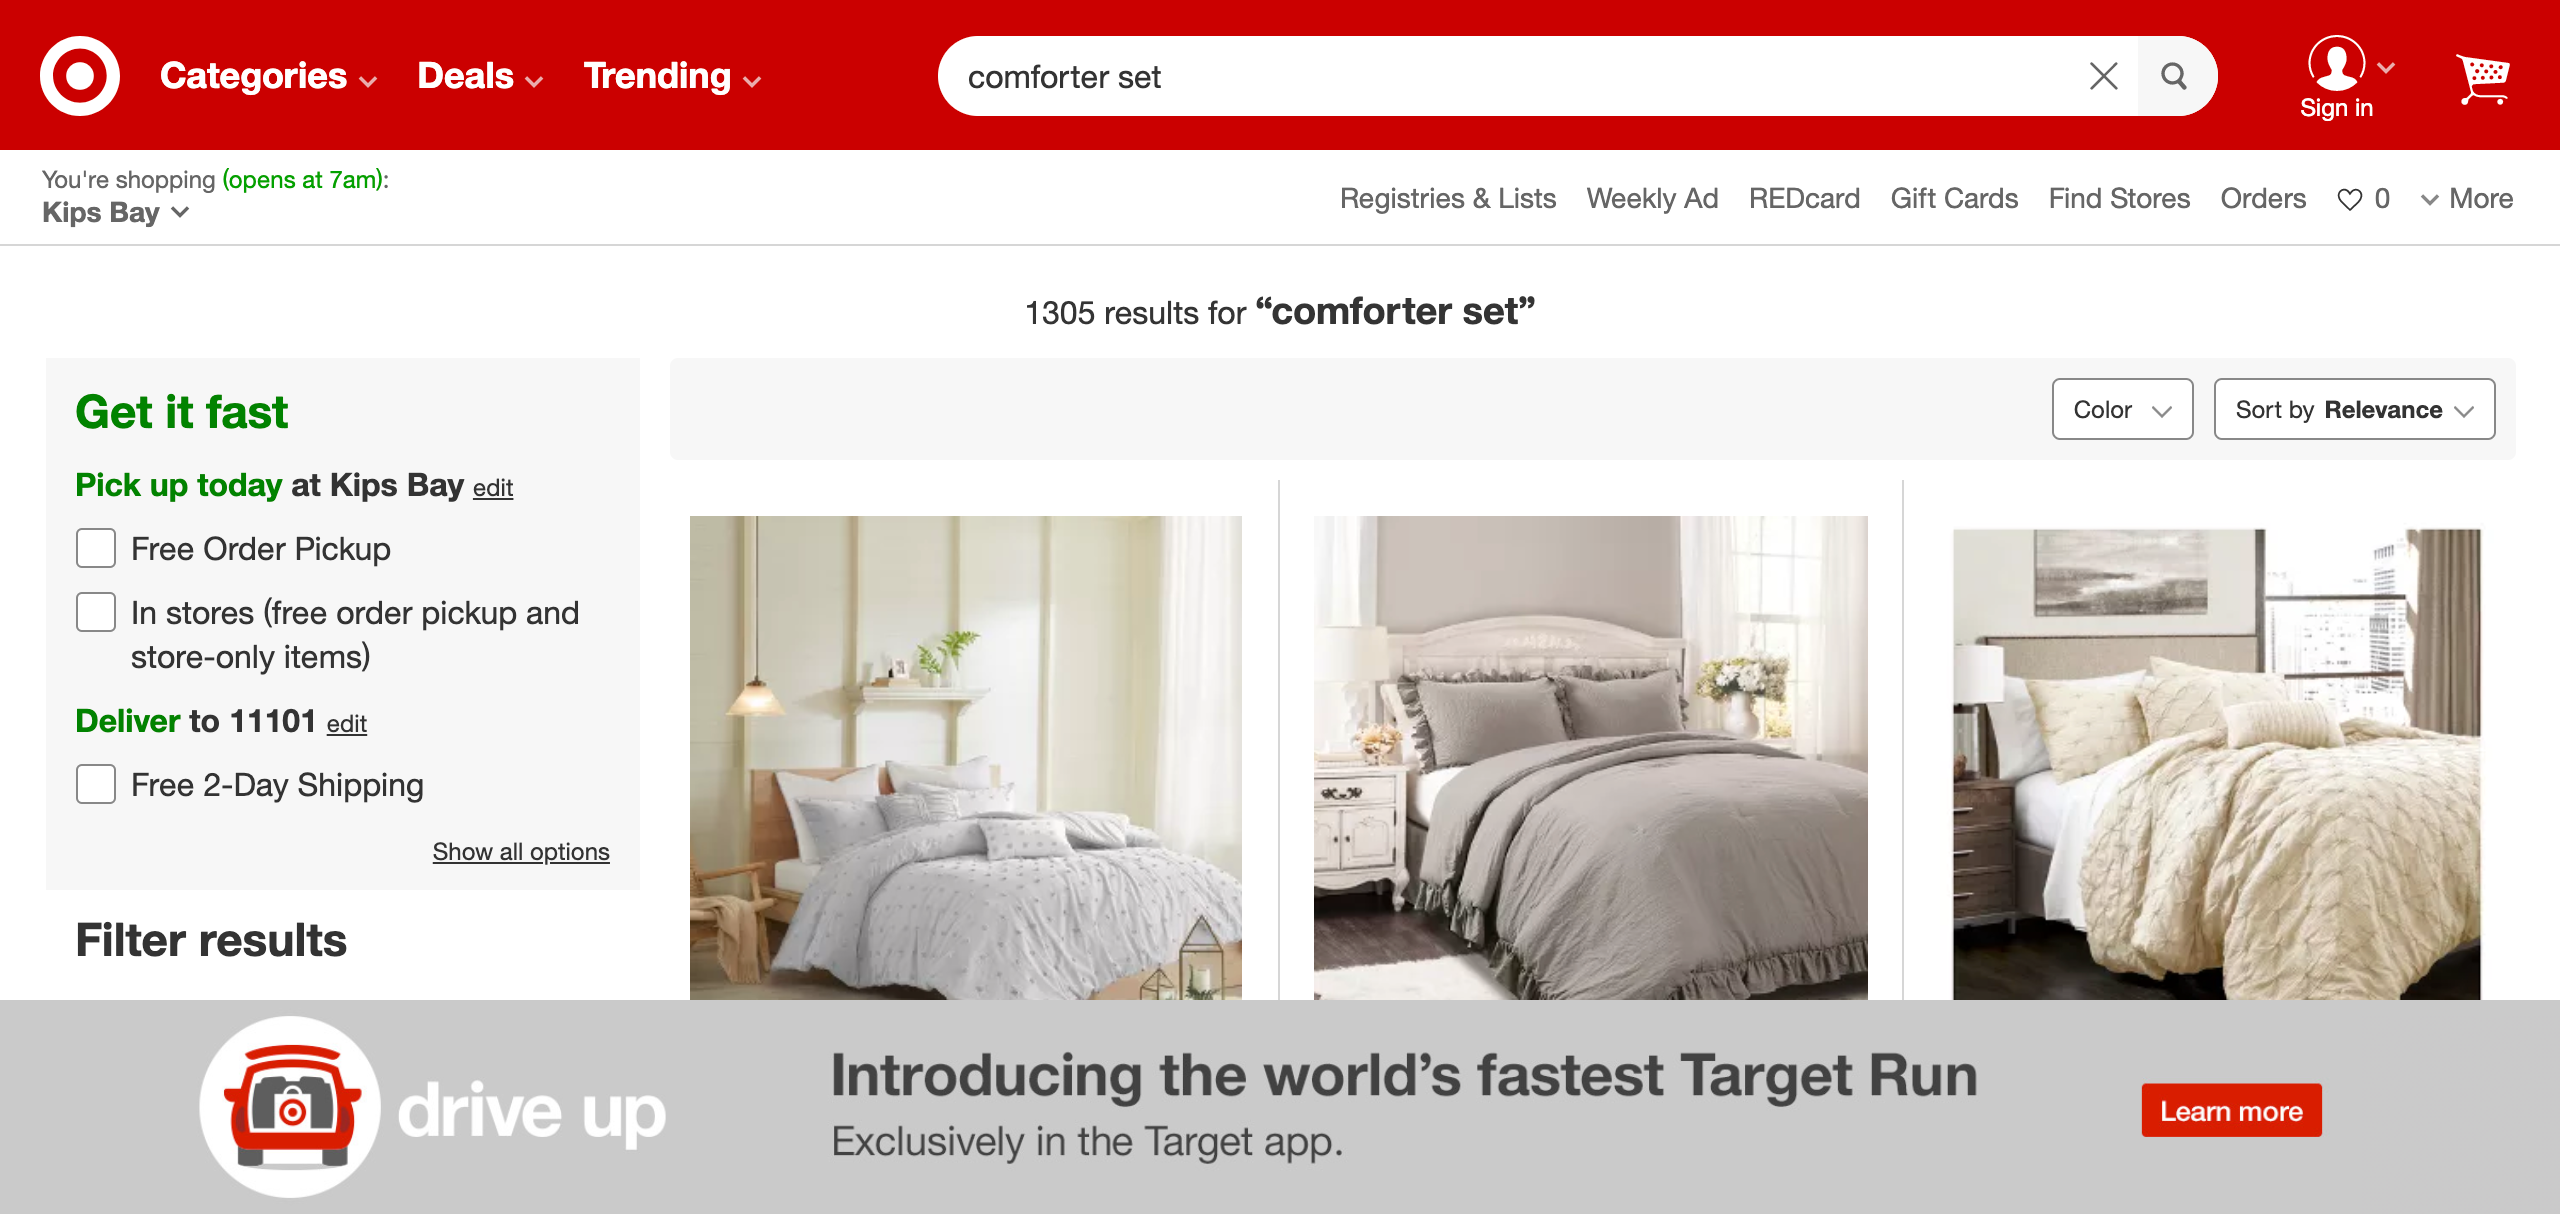 Categories
Deals
Trending
comforter set
Sign in
You're shopping (opens at 7am):
Kips Bay
Registries & Lists
Weekly Ad
REDcard
Gift Cards
Find Stores
Orders
0
More
1305 results for “comforter set”
Get it fast
Pick up today at Kips Bay edit
Free Order Pickup
In stores (free order pickup and
store-only items)
Deliver to 11101 edit
Free 2-Day Shipping
Show all options
Filter results
Color
Sort by Relevance
drive up
Introducing the world’s fastest Target Run
Exclusively in the Target app.
Learn more